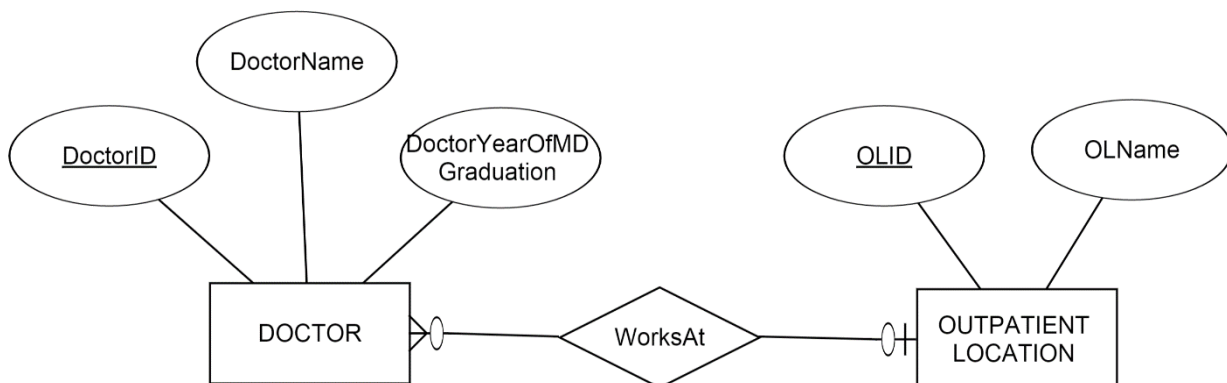 DoctorName
DoctorID
DoctorYearOfMD
Graduation
OLID
OLName
DOCTOR
WorksAt
OUTPATIENT
LOCATION